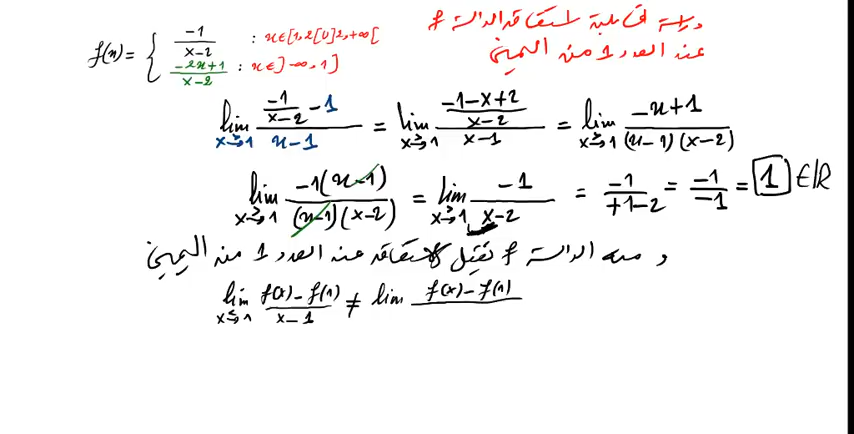 دراسة قابلية اشتقاق الدالة f
عند العدد 1 من اليمين
f(x) = { -1/(x-2) : x∈[1,2[∪]2,+∞[
(-2x+1)/(x-2) : x∈]-∞,1]
lim x→1 (> ) (-1/(x-2) - 1)/(x-1) = lim x→1 (> ) ((-1-x+2)/(x-2))/(x-1) = lim x→1 (> ) (-x+1)/((x-1)(x-2))
lim x→1 (> ) -1(x-1)/((x-1)(x-2)) = lim x→1 (> ) -1/(x-2) = -1/(+1-2) = -1/-1 = 1 ∈ℝ
و منه الدالة f تقبل الاشتقاق عند العدد 1 من اليمين
lim x→1 (< ) (f(x)-f(1))/(x-1) ≠ lim f(x)-f(1)